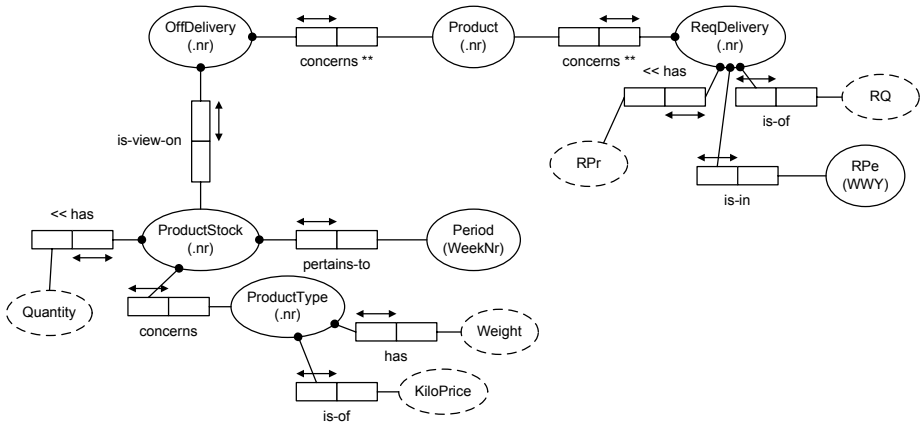 OffDelivery
(.nr)
concerns **
Product
(.nr)
concerns **
ReqDelivery
(.nr)
<< has
RPr
is-of
RQ
is-in
RPe
(WWY)
is-view-on
<< has
Quantity
ProductStock
(.nr)
pertains-to
Period
(WeekNr)
concerns
ProductType
(.nr)
has
Weight
is-of
KiloPrice